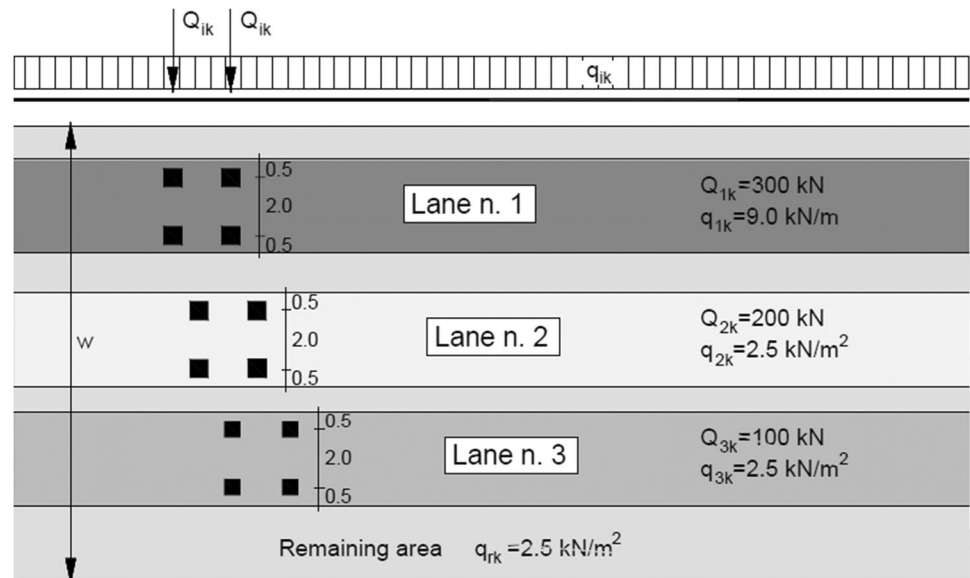 Qik Qik
qik
0.5
2.0
0.5
Lane n. 1
Q1k=300 kN
q1k=9.0 kN/m
0.5
2.0
0.5
Lane n. 2
Q2k=200 kN
q2k=2.5 kN/m²
w
0.5
2.0
0.5
Lane n. 3
Q3k=100 kN
q3k=2.5 kN/m²
Remaining area qrk =2.5 kN/m²